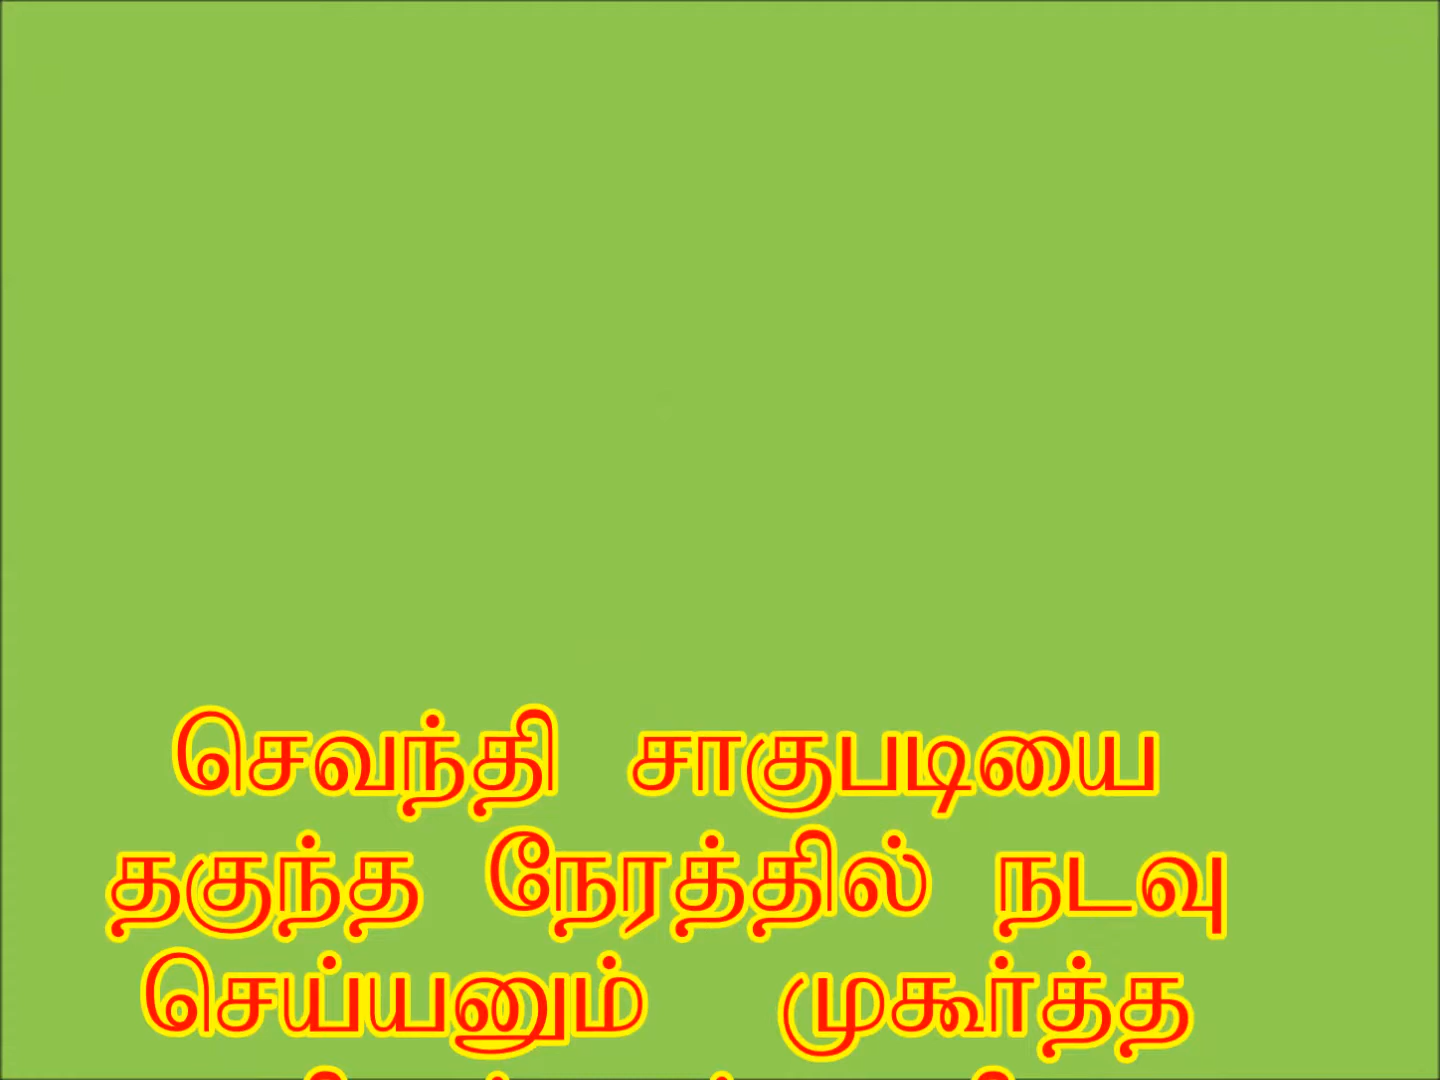 செவந்தி சாகுபடியை
தகுந்த நேரத்தில் நடவு
செய்யனும் முகூர்த்த